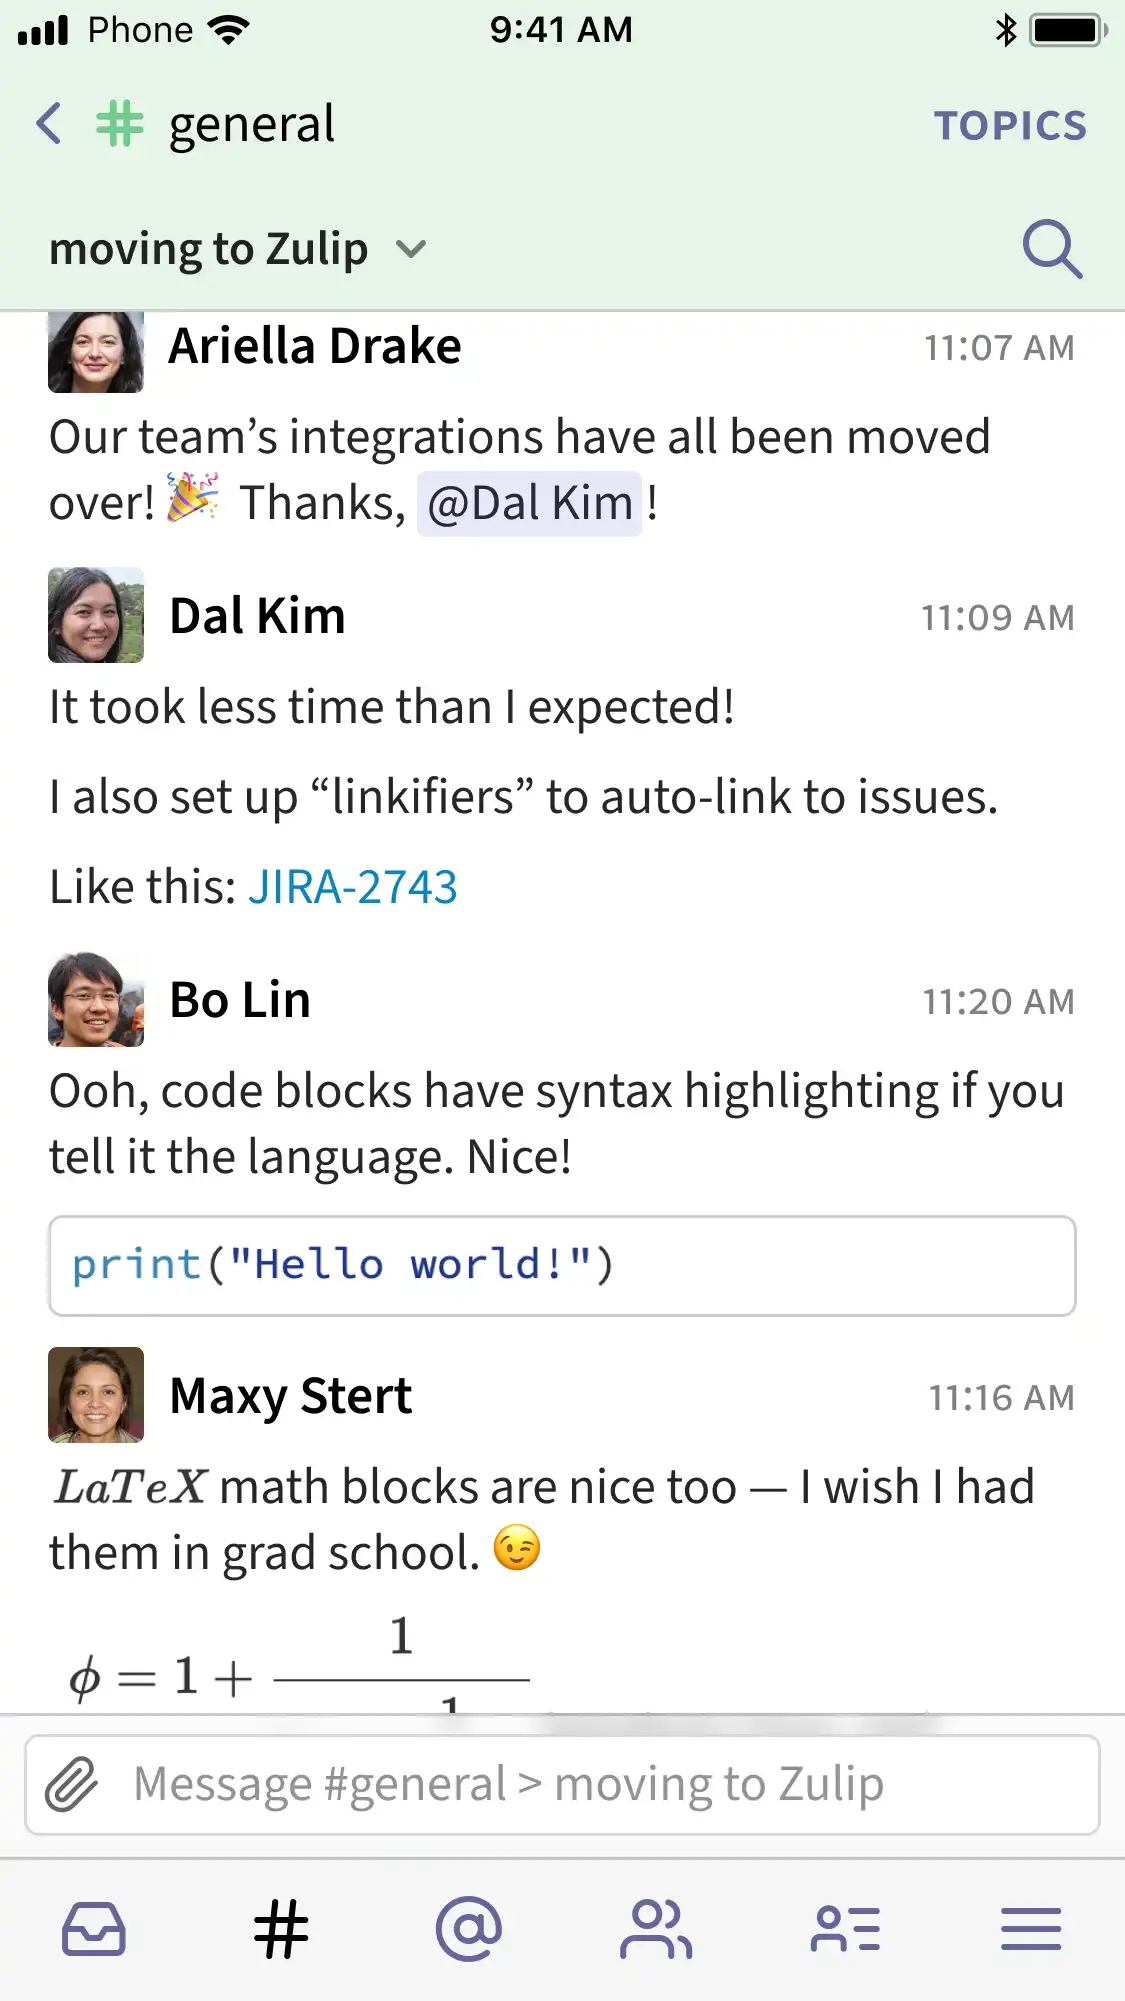 Phone 9:41 AM
# general TOPICS
moving to Zulip
Ariella Drake 11:07 AM
Our team’s integrations have all been moved
over! 🎉 Thanks, @Dal Kim!
Dal Kim 11:09 AM
It took less time than I expected!
I also set up “linkifiers” to auto-link to issues.
Like this: JIRA-2743
Bo Lin 11:20 AM
Ooh, code blocks have syntax highlighting if you
tell it the language. Nice!
print("Hello world!")
Maxy Stert 11:16 AM
LaTeX math blocks are nice too — I wish I had
them in grad school. 😉
1
ϕ = 1 +
1
Message #general > moving to Zulip